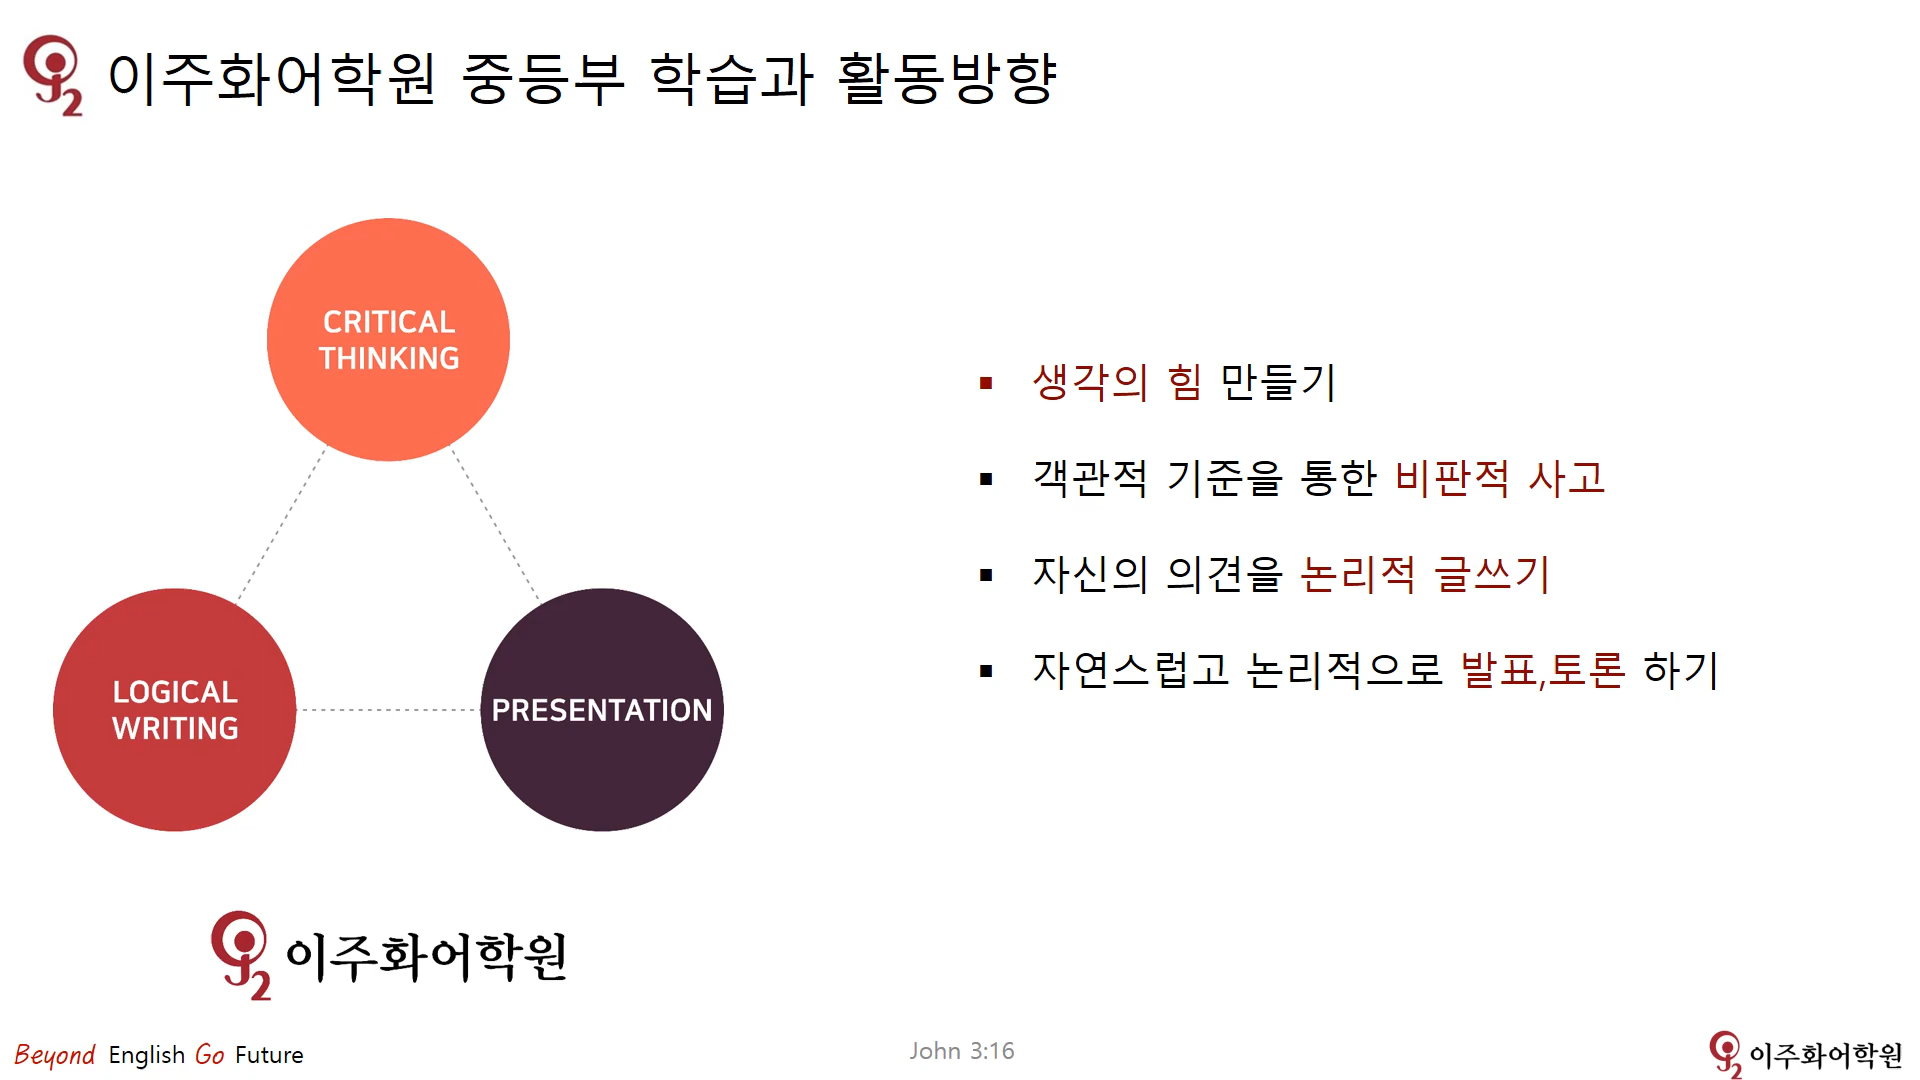 이주화어학원 중등부 학습과 활동방향
CRITICAL
THINKING
LOGICAL
WRITING
PRESENTATION
▪ 생각의 힘 만들기
▪ 객관적 기준을 통한 비판적 사고
▪ 자신의 의견을 논리적 글쓰기
▪ 자연스럽고 논리적으로 발표,토론 하기
이주화어학원
Beyond English Go Future
John 3:16
이주화어학원